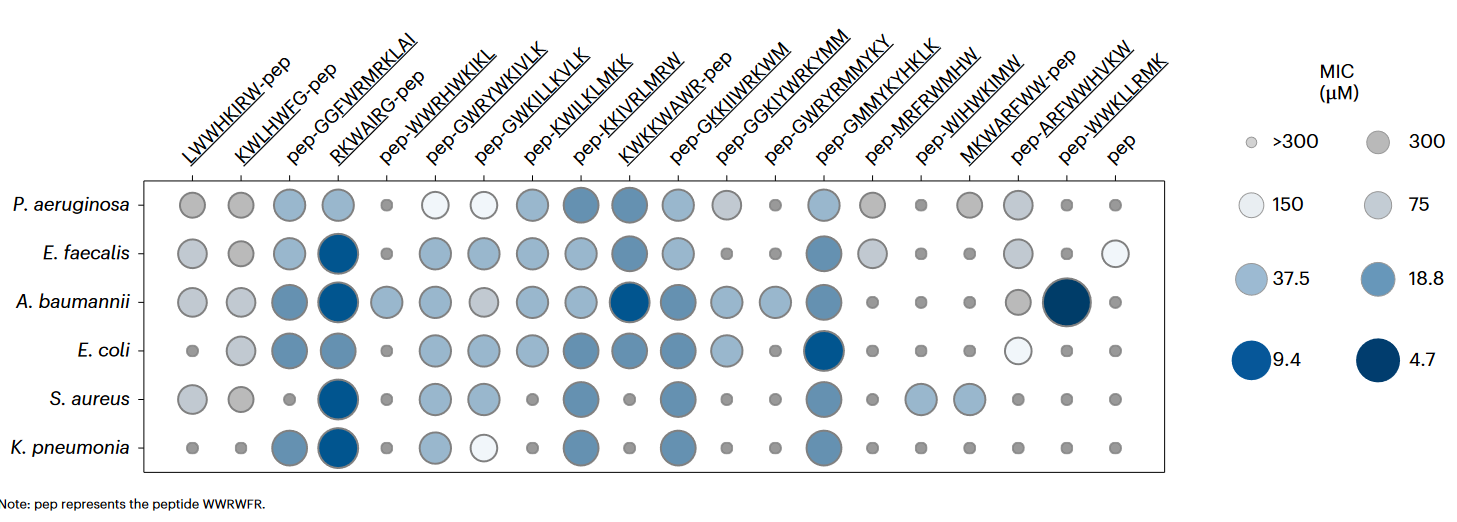 LWWHKIRW-pep
KWLHWFG-pep
pep-GGFWRMRKLAI
RKWAIRG-pep
pep-WWRHWKIKL
pep-GWRYWKIVLK
pep-GWKILLKVLK
pep-KWILKLMKK
pep-KKIVRLMRW
KWKKWAWR-pep
pep-GKKIIWRKWM
pep-GGKIYWRKYMM
pep-GWRYRMMYKY
pep-GMMYKYHKLK
pep-MRFRWMHW
pep-WIHWKIMW
MKWARFWW-pep
pep-ARFWWHVKW
pep-WWKLLRMK
pep
MIC
(μM)
>300
300
P. aeruginosa
150
75
E. faecalis
37.5
18.8
A. baumannii
E. coli
9.4
4.7
S. aureus
K. pneumonia
Note: pep represents the peptide WWRWFR.